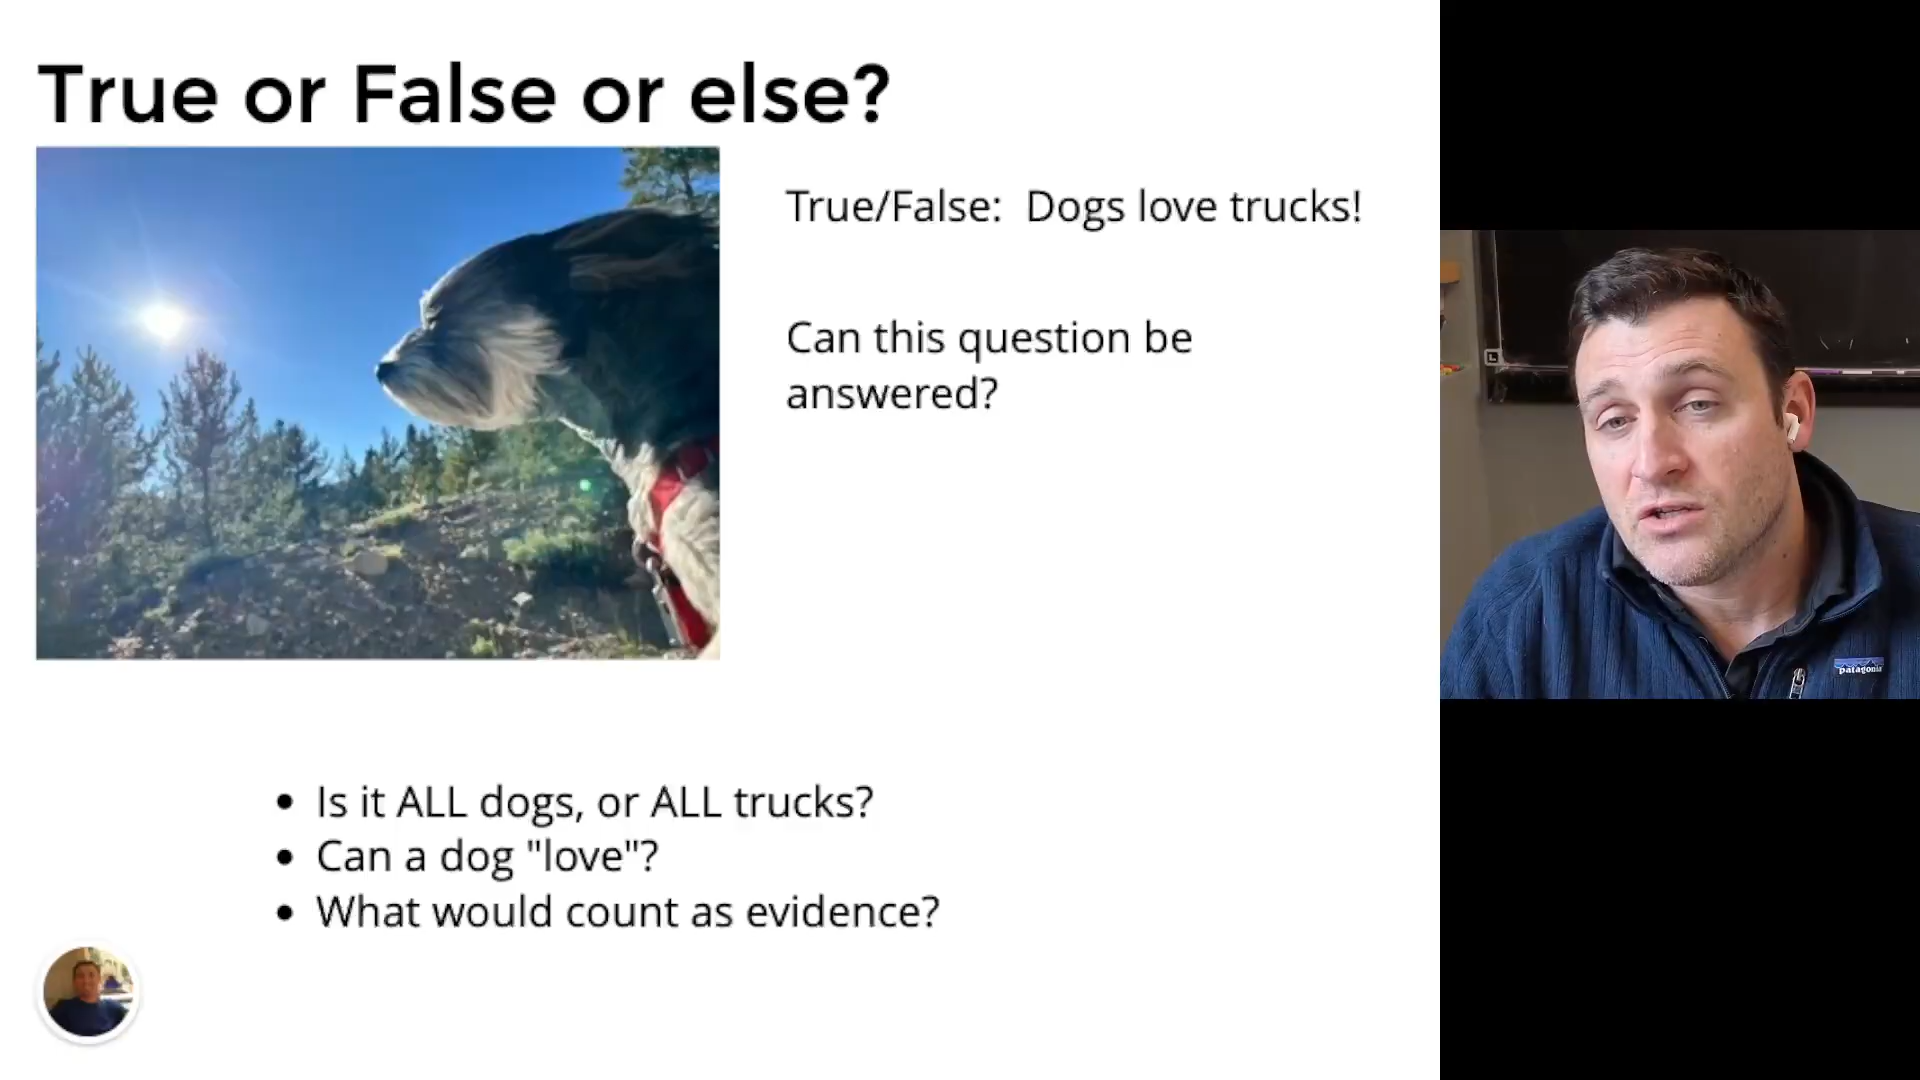 True or False or else?
True/False:  Dogs love trucks!
Can this question be
answered?
patagonia
• Is it ALL dogs, or ALL trucks?
• Can a dog "love"?
• What would count as evidence?